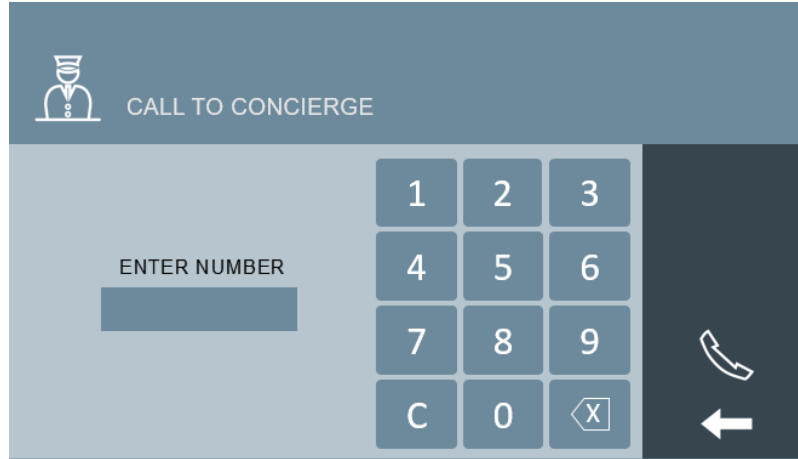 CALL TO CONCIERGE
ENTER NUMBER
1 2 3
4 5 6
7 8 9
C 0 X